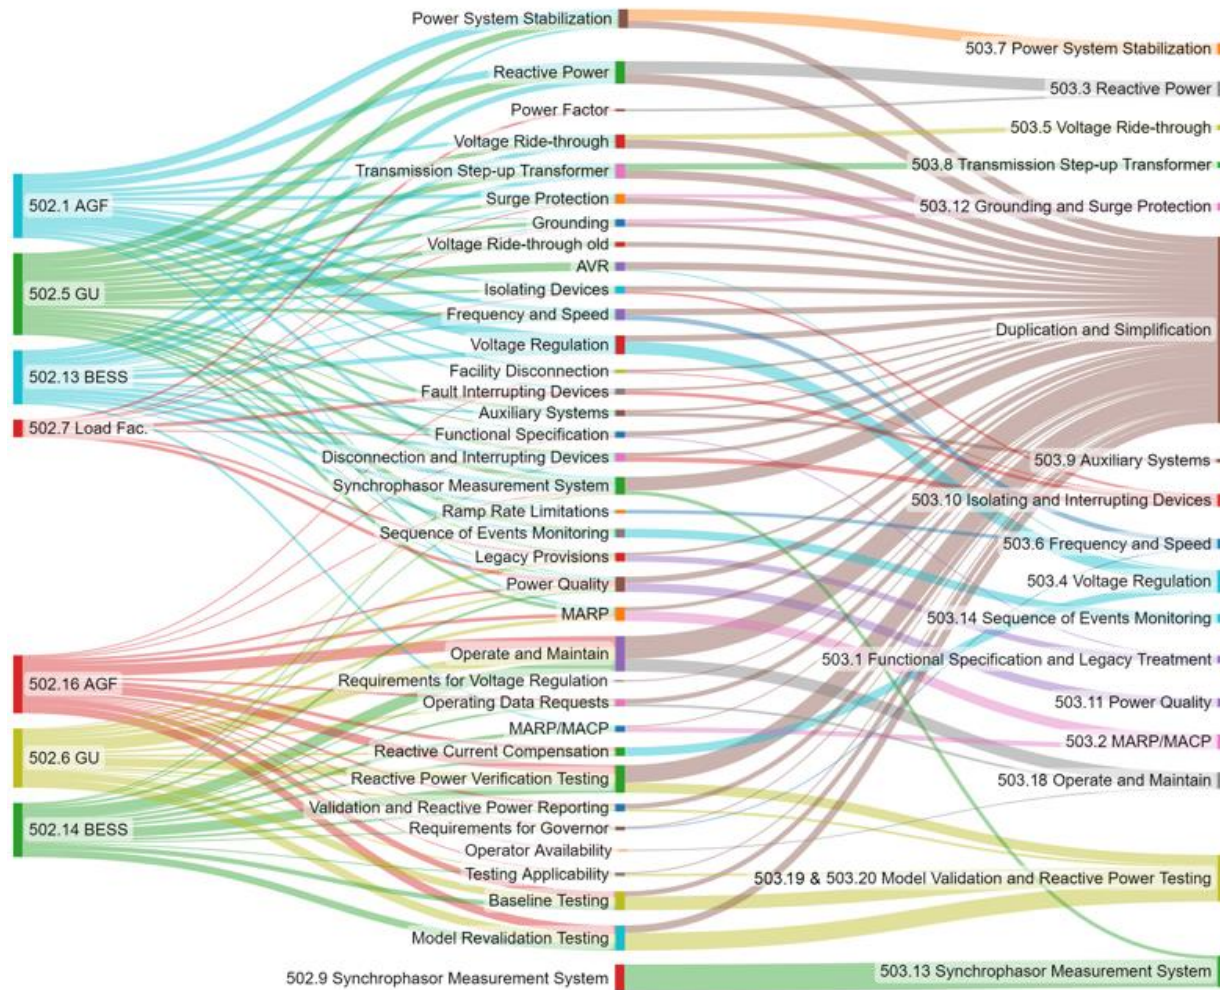 502.1 AGF
502.5 GU
502.13 BESS
502.7 Load Fac.
502.16 AGF
502.6 GU
502.14 BESS
Power System Stabilization
Reactive Power
Power Factor
Voltage Ride-through
Transmission Step-up Transformer
Surge Protection
Grounding
Voltage Ride-through old
AVR
Isolating Devices
Frequency and Speed
Voltage Regulation
Facility Disconnection
Fault Interrupting Devices
Auxiliary Systems
Functional Specification
Disconnection and Interrupting Devices
Synchrophasor Measurement System
Ramp Rate Limitations
Sequence of Events Monitoring
Legacy Provisions
Power Quality
MARP
Operate and Maintain
Requirements for Voltage Regulation
Operating Data Requests
MARP/MACP
Reactive Current Compensation
Reactive Power Verification Testing
Validation and Reactive Power Reporting
Requirements for Governor
Operator Availability
Testing Applicability
Baseline Testing
Model Revalidation Testing
502.9 Synchrophasor Measurement System
503.7 Power System Stabilization
503.3 Reactive Power
503.5 Voltage Ride-through
503.8 Transmission Step-up Transformer
503.12 Grounding and Surge Protection
Duplication and Simplification
503.9 Auxiliary Systems
503.10 Isolating and Interrupting Devices
503.6 Frequency and Speed
503.4 Voltage Regulation
503.14 Sequence of Events Monitoring
503.1 Functional Specification and Legacy Treatment
503.11 Power Quality
503.2 MARP/MACP
503.18 Operate and Maintain
503.19 & 503.20 Model Validation and Reactive Power Testing
503.13 Synchrophasor Measurement System